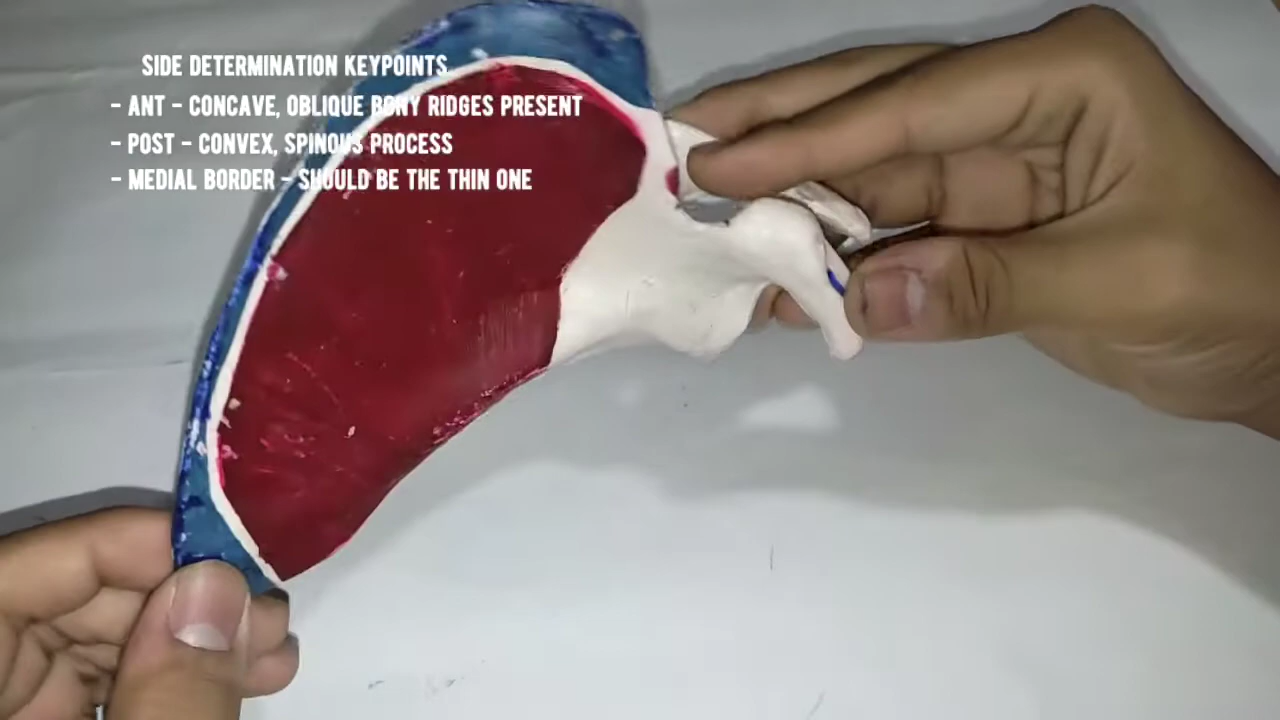 SIDE DETERMINATION KEYPOINTS
- ANT - CONCAVE, OBLIQUE BONY RIDGES PRESENT
- POST - CONVEX, SPINOUS PROCESS
- MEDIAL BORDER - SHOULD BE THE THIN ONE